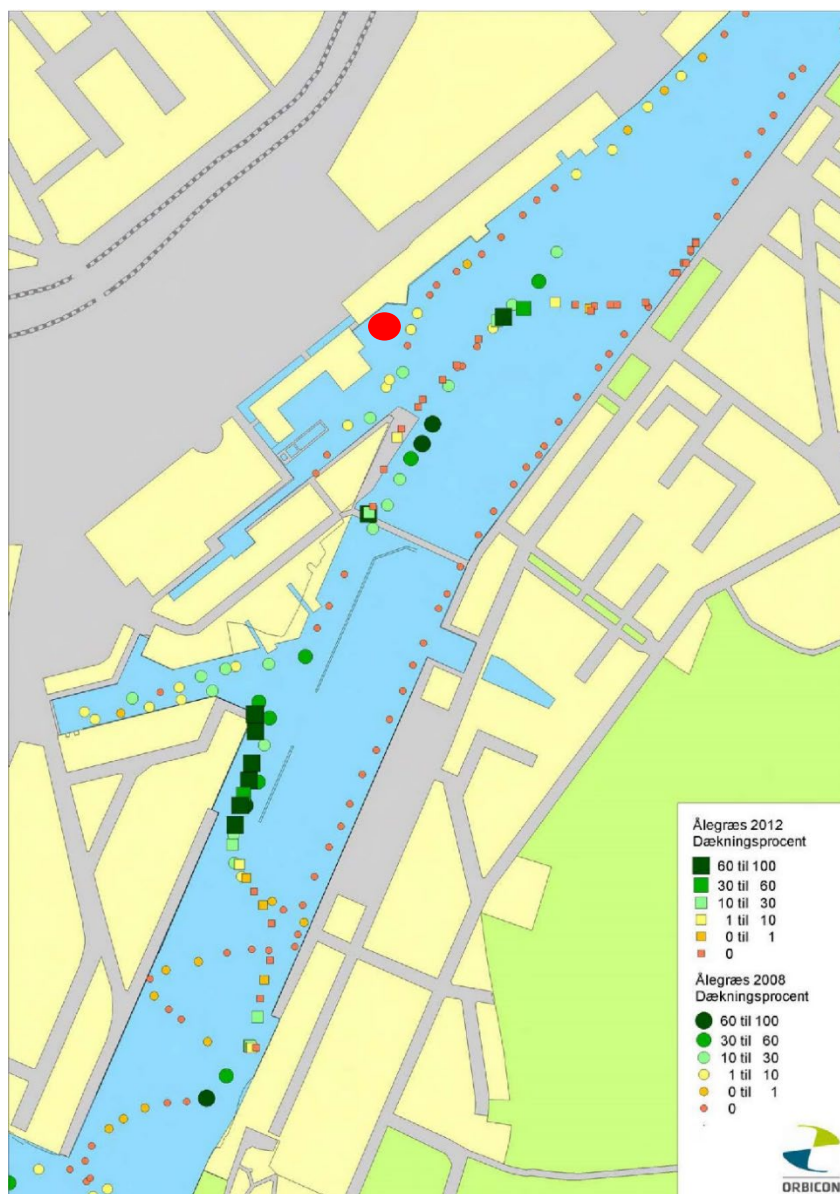 Ålegræs 2012
Dækningsprocent
60 til 100
30 til 60
10 til 30
1 til 10
0 til 1
0
Ålegræs 2008
Dækningsprocent
60 til 100
30 til 60
10 til 30
1 til 10
0 til 1
0
ORBICON